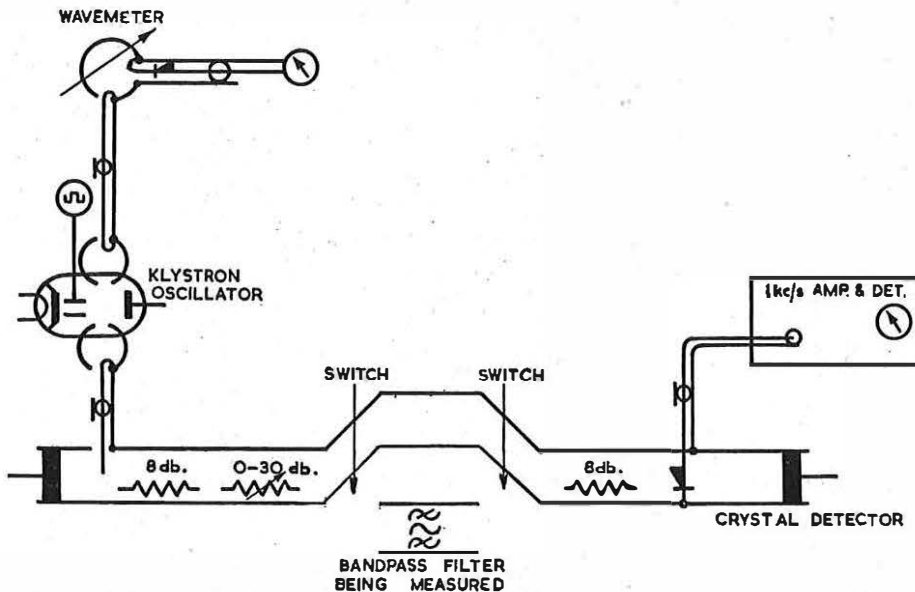 WAVEMETER
KLYSTRON
OSCILLATOR
1kc/s AMP. & DET.
SWITCH
SWITCH
8db.
0-30 db.
8db.
CRYSTAL DETECTOR
BANDPASS FILTER
BEING MEASURED